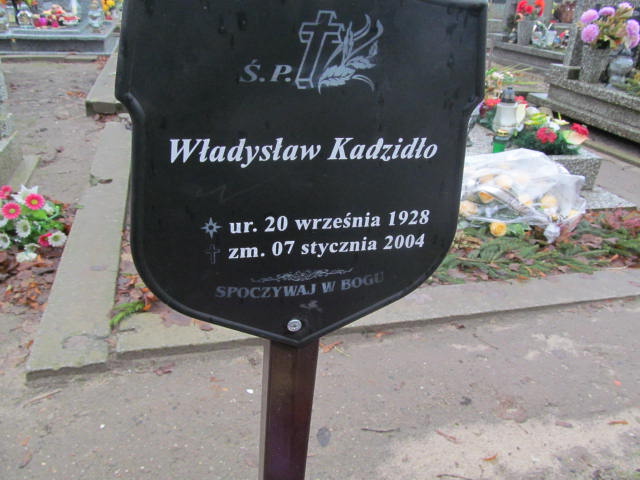 Ś.P.
Władysław Kadzidło
ur. 20 września 1928
zm. 07 stycznia 2004
SPOCZYWAJ W BOGU